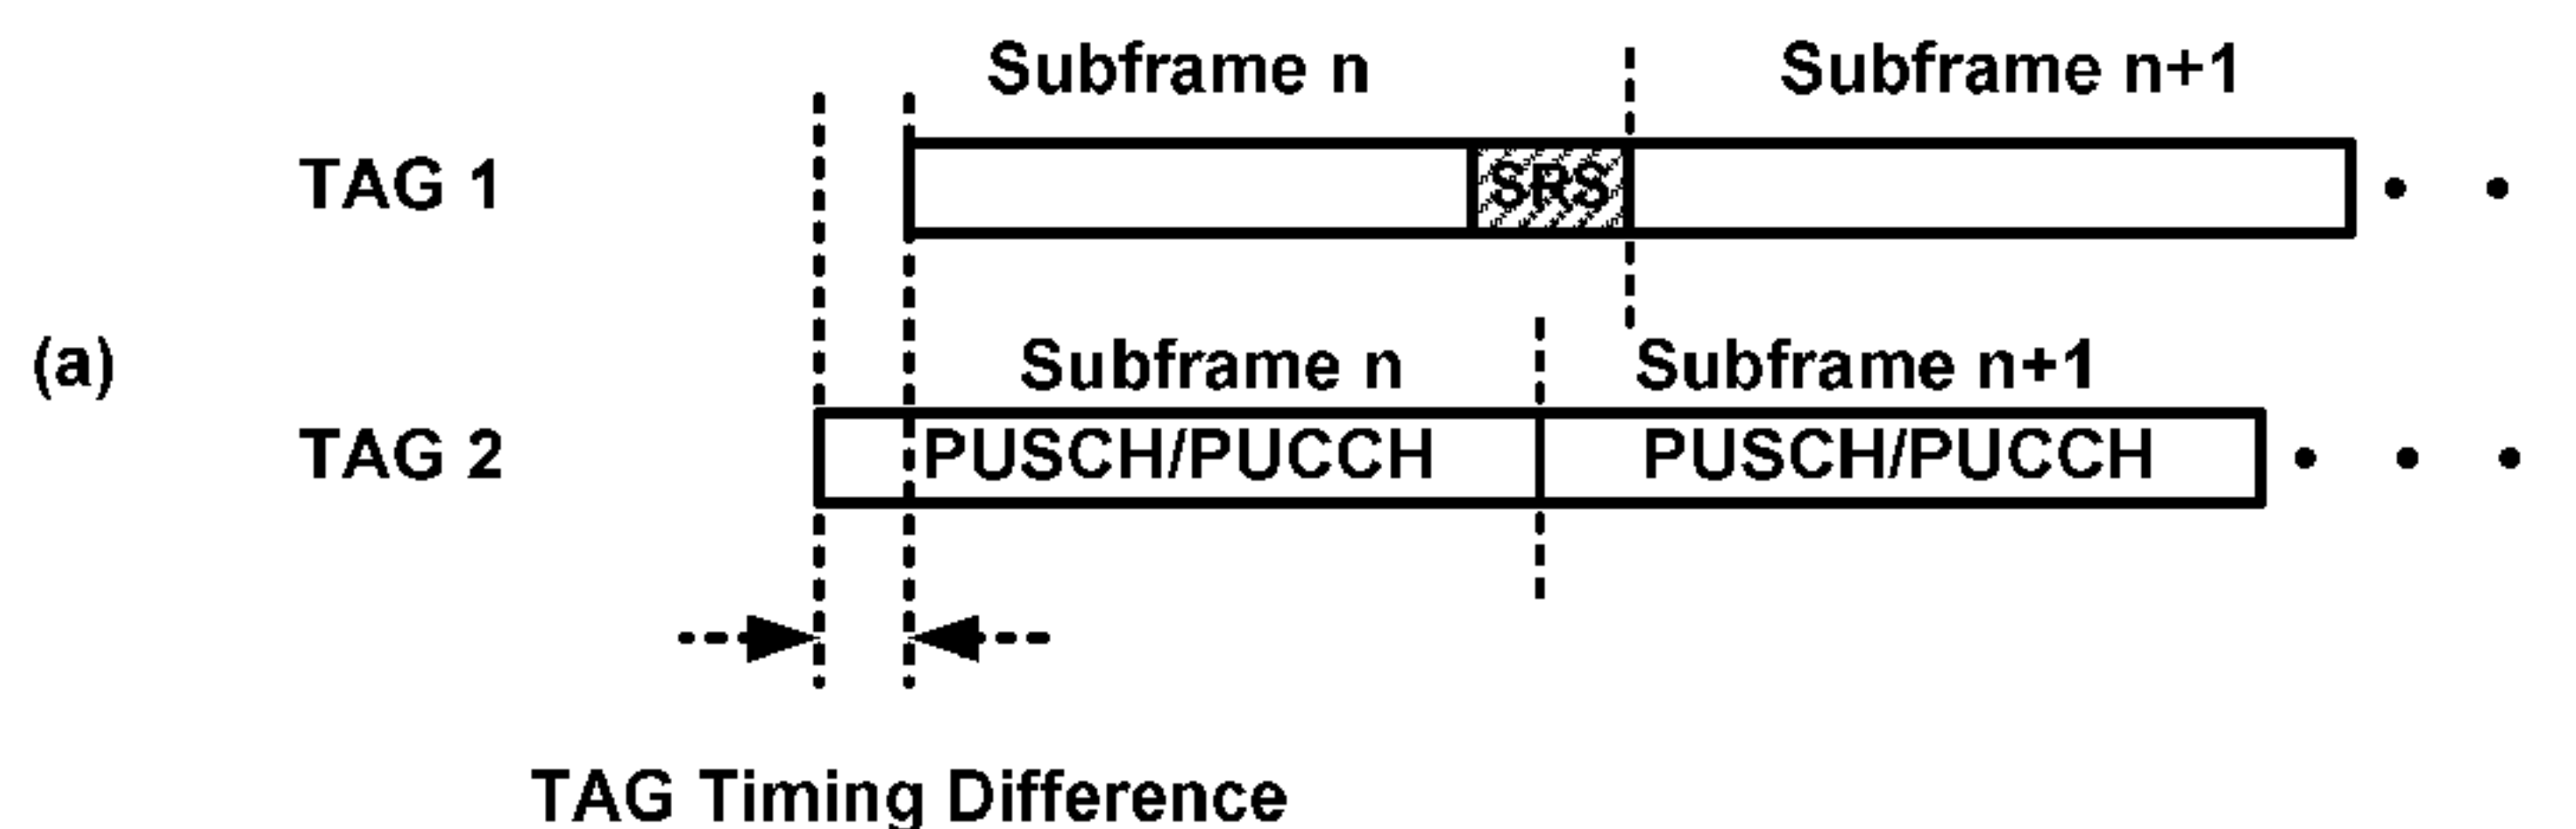 Subframe n Subframe n+1
TAG 1 SRS
(a) Subframe n Subframe n+1
TAG 2 PUSCH/PUCCH PUSCH/PUCCH
TAG Timing Difference